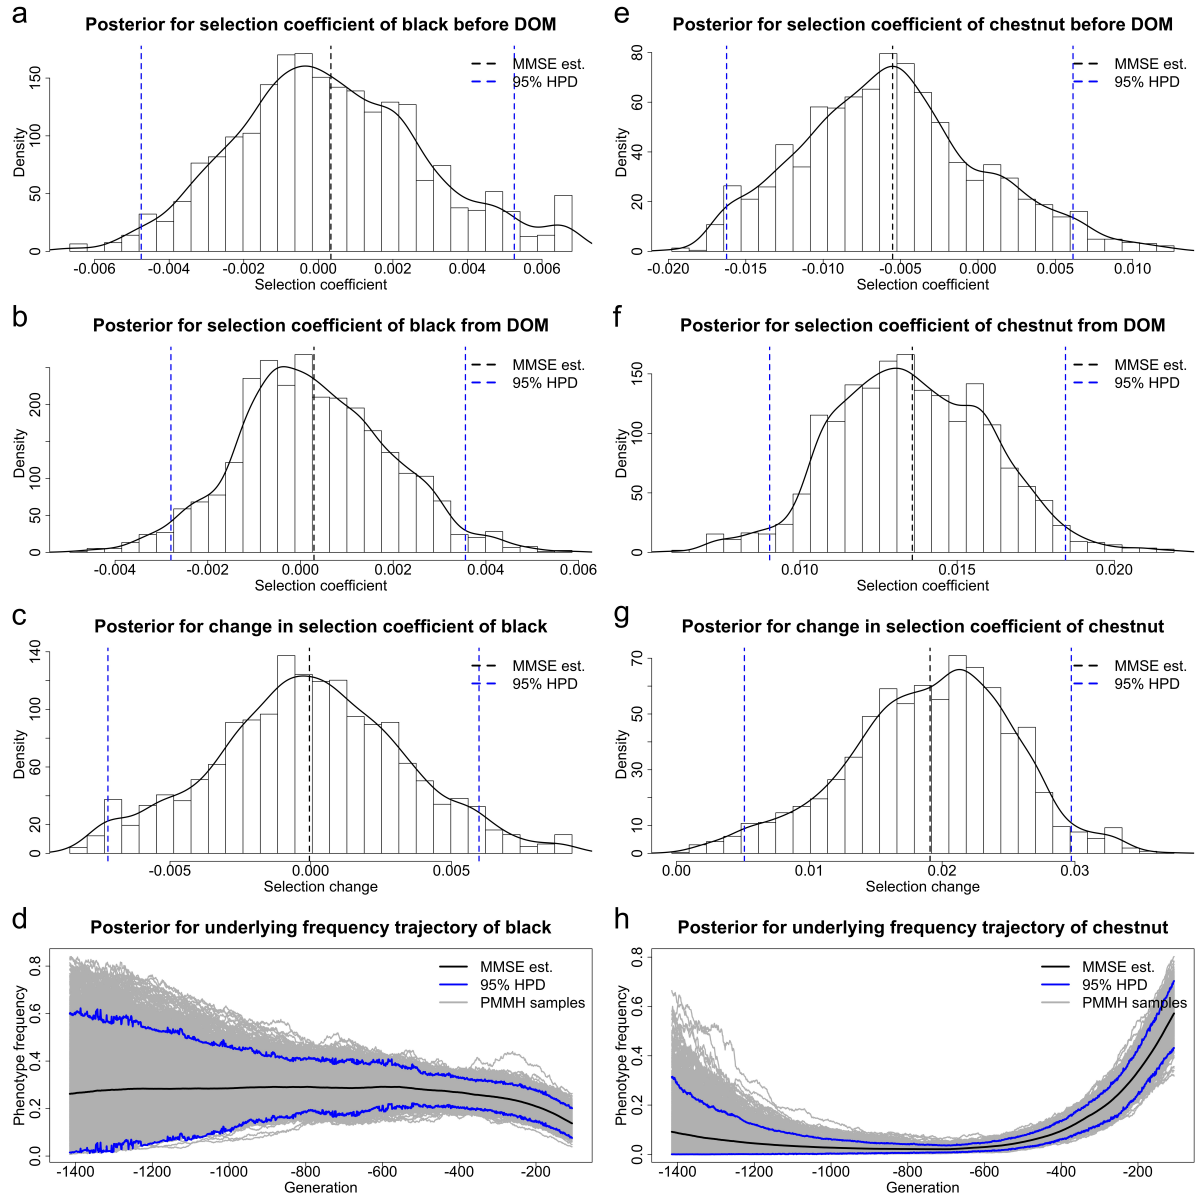 a
Posterior for selection coefficient of black before DOM
MMSE est.
95% HPD
Density
0 50 100 150
-0.006 -0.004 -0.002 0.000 0.002 0.004 0.006
Selection coefficient
e
Posterior for selection coefficient of chestnut before DOM
MMSE est.
95% HPD
Density
0 20 40 60 80
-0.020 -0.015 -0.010 -0.005 0.000 0.005 0.010
Selection coefficient
b
Posterior for selection coefficient of black from DOM
MMSE est.
95% HPD
Density
0 50 100 200
-0.004 -0.002 0.000 0.002 0.004 0.006
Selection coefficient
f
Posterior for selection coefficient of chestnut from DOM
MMSE est.
95% HPD
Density
0 50 100 150
0.010 0.015 0.020
Selection coefficient
c
Posterior for change in selection coefficient of black
MMSE est.
95% HPD
Density
0 20 60 100 140
-0.005 0.000 0.005
Selection change
g
Posterior for change in selection coefficient of chestnut
MMSE est.
95% HPD
Density
0 10 30 50 70
0.00 0.01 0.02 0.03
Selection change
d
Posterior for underlying frequency trajectory of black
MMSE est.
95% HPD
PMMH samples
Phenotype frequency
0.0 0.2 0.4 0.6 0.8
-1400 -1200 -1000 -800 -600 -400 -200
Generation
h
Posterior for underlying frequency trajectory of chestnut
MMSE est.
95% HPD
PMMH samples
Phenotype frequency
0.0 0.2 0.4 0.6 0.8
-1400 -1200 -1000 -800 -600 -400 -200
Generation